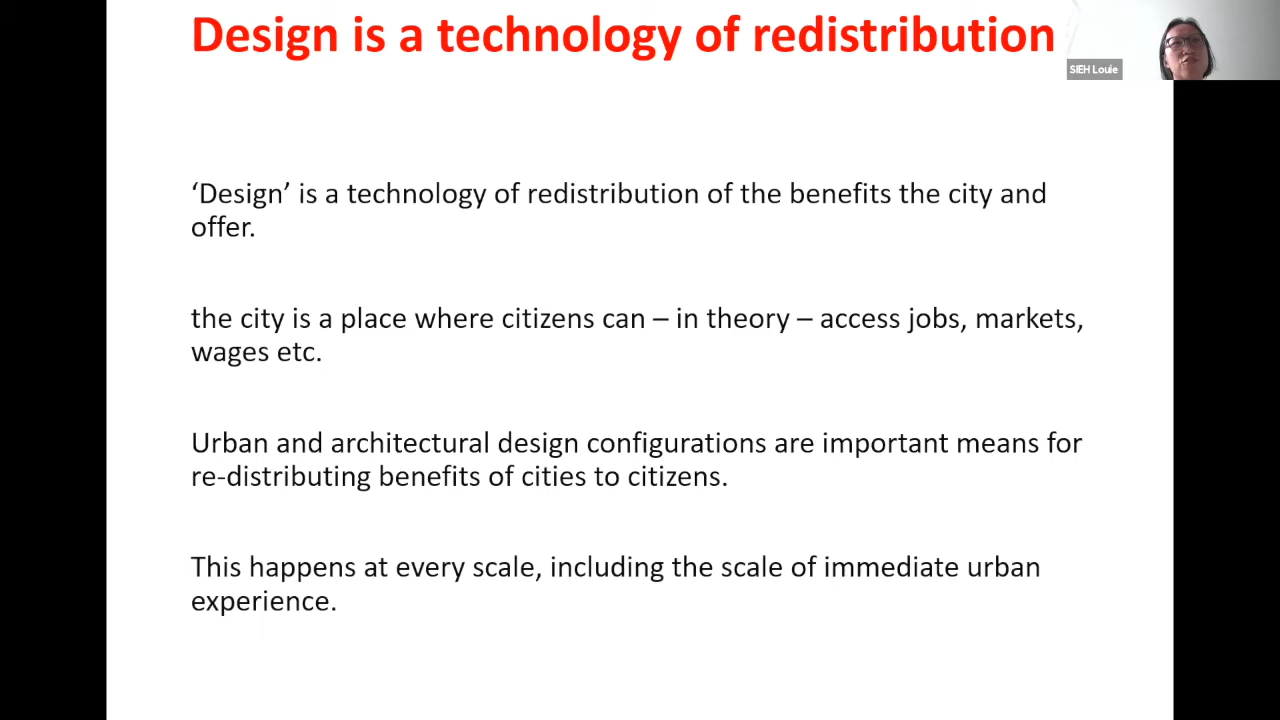 Design is a technology of redistribution
SIEH Louie
‘Design’ is a technology of redistribution of the benefits the city and
offer.
the city is a place where citizens can – in theory – access jobs, markets,
wages etc.
Urban and architectural design configurations are important means for
re-distributing benefits of cities to citizens.
This happens at every scale, including the scale of immediate urban
experience.